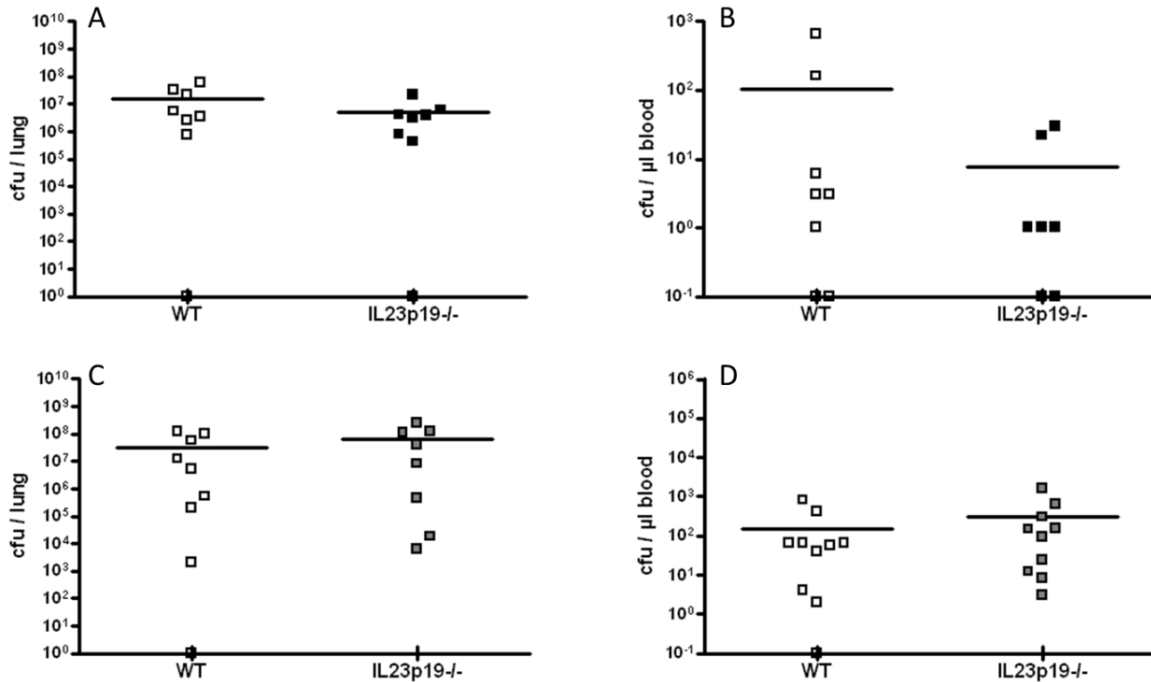 A
cfu / lung
10¹⁰
10⁹
10⁸
10⁷
10⁶
10⁵
10⁴
10³
10²
10¹
10⁰
WT
IL23p19-/-
B
cfu / µl blood
10³
10²
10¹
10⁰
10⁻¹
WT
IL23p19-/-
C
cfu / lung
10¹⁰
10⁹
10⁸
10⁷
10⁶
10⁵
10⁴
10³
10²
10¹
10⁰
WT
IL23p19-/-
D
cfu / µl blood
10⁶
10⁵
10⁴
10³
10²
10¹
10⁰
10⁻¹
WT
IL23p19-/-